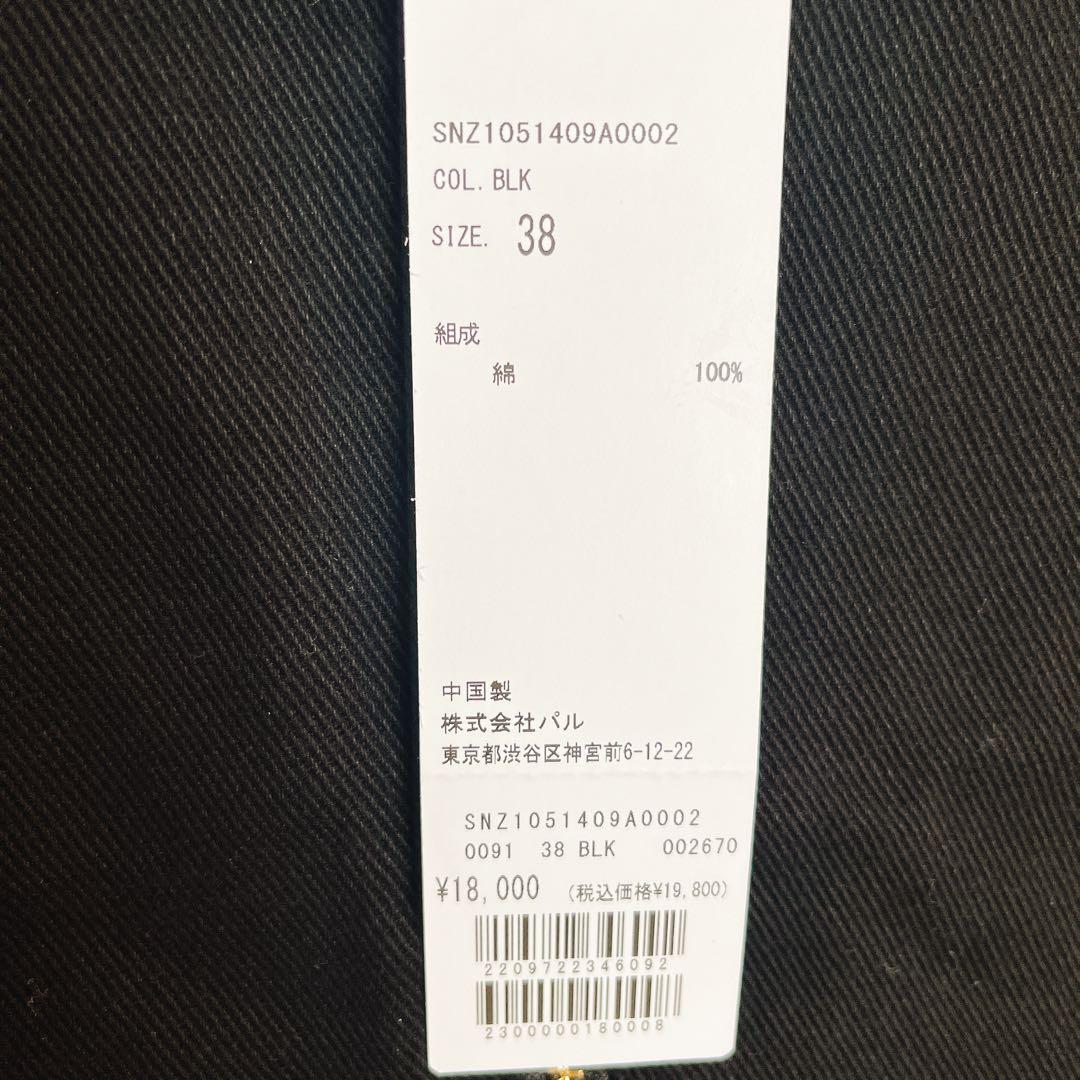 SNZ1051409A0002
COL. BLK
SIZE. 38
組成
綿 100%
中国製
株式会社パル
東京都渋谷区神宮前6-12-22
SNZ1051409A0002
0091 38 BLK 002670
¥18,000 (税込価格¥19,800)
2209722346092
2300000180008